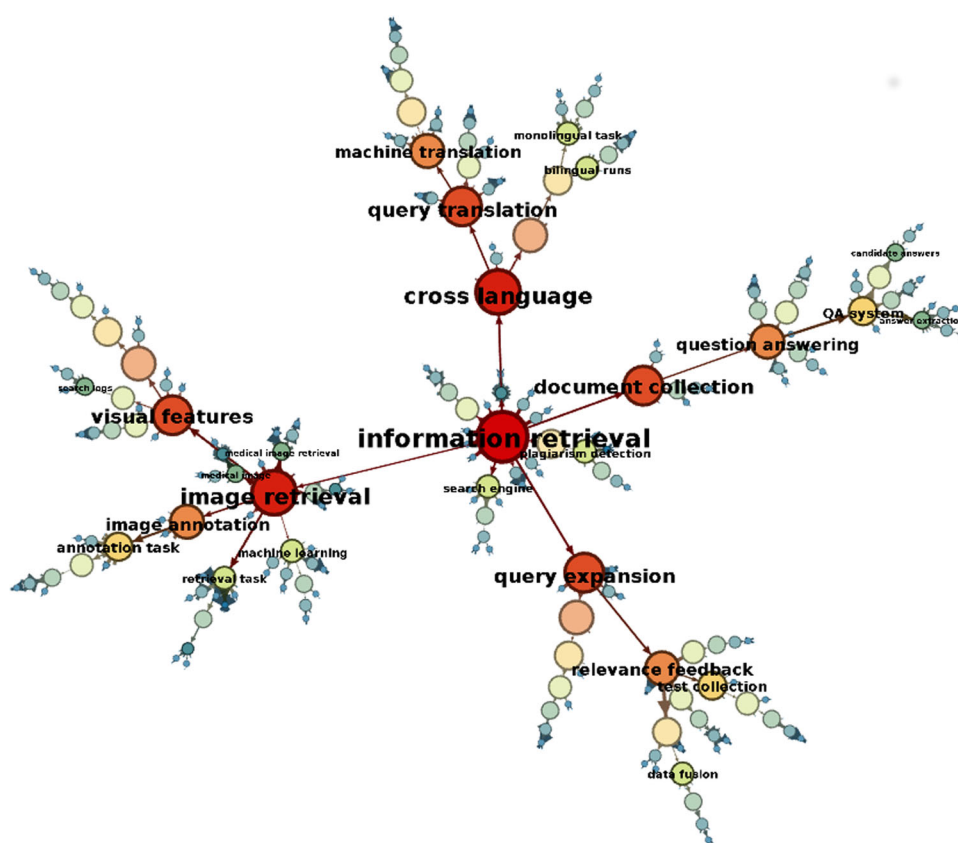 monolingual task
machine translation
bilingual runs
query translation
candidate answers
cross language
QA system
answer extraction
question answering
search logs
document collection
visual features
information retrieval
medical image retrieval
plagiarism detection
medical image
search engine
image retrieval
image annotation
annotation task
machine learning
retrieval task
query expansion
relevance feedback
test collection
data fusion